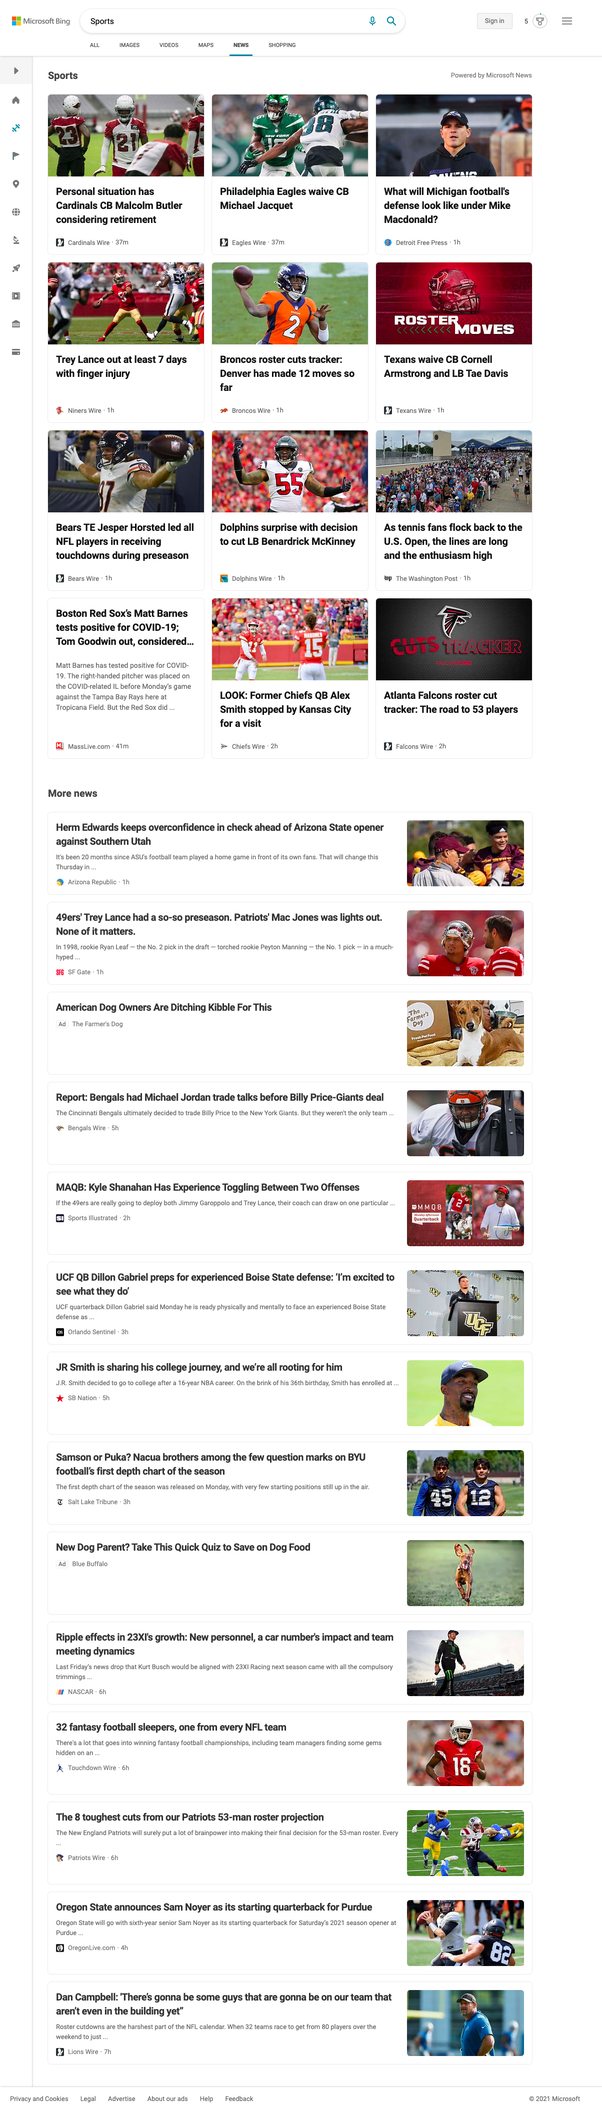 Microsoft Bing
Sports
Sign in
5
ALL IMAGES VIDEOS MAPS NEWS SHOPPING
Sports
Powered by Microsoft News
Personal situation has
Cardinals CB Malcolm Butler
considering retirement
Cardinals Wire · 37m
Philadelphia Eagles waive CB
Michael Jacquet
Eagles Wire · 37m
What will Michigan football's
defense look like under Mike
Macdonald?
Detroit Free Press · 1h
Trey Lance out at least 7 days
with finger injury
Niners Wire · 1h
Broncos roster cuts tracker:
Denver has made 12 moves so
far
Broncos Wire · 1h
ROSTER
MOVES
Texans waive CB Cornell
Armstrong and LB Tae Davis
Texans Wire · 1h
Bears TE Jesper Horsted led all
NFL players in receiving
touchdowns during preseason
Bears Wire · 1h
55
Dolphins surprise with decision
to cut LB Benardrick McKinney
Dolphins Wire · 1h
As tennis fans flock back to the
U.S. Open, the lines are long
and the enthusiasm high
The Washington Post · 1h
Boston Red Sox's Matt Barnes
tests positive for COVID-19;
Tom Goodwin out, considered...
Matt Barnes has tested positive for COVID-
19. The right-handed pitcher was placed on
the COVID-related IL before Monday's game
against the Tampa Bay Rays here at
Tropicana Field. But the Red Sox did ...
MassLive.com · 41m
15
LOOK: Former Chiefs QB Alex
Smith stopped by Kansas City
for a visit
Chiefs Wire · 2h
CUTS TRACKER
Atlanta Falcons roster cut
tracker: The road to 53 players
Falcons Wire · 2h
More news
Herm Edwards keeps overconfidence in check ahead of Arizona State opener
against Southern Utah
It's been 20 months since ASU's football team played a home game in front of its own fans. That will change this
Thursday in ...
Arizona Republic · 1h
49ers' Trey Lance had a so-so preseason. Patriots' Mac Jones was lights out.
None of it matters.
In 1998, rookie Ryan Leaf — the No. 2 pick in the draft — torched rookie Peyton Manning — the No. 1 pick — in a much-
hyped ...
SF Gate · 1h
American Dog Owners Are Ditching Kibble For This
Ad The Farmer's Dog
The
Farmer's
Dog
Report: Bengals had Michael Jordan trade talks before Billy Price-Giants deal
The Cincinnati Bengals ultimately decided to trade Billy Price to the New York Giants. But they weren't the only team ...
Bengals Wire · 5h
MAQB: Kyle Shanahan Has Experience Toggling Between Two Offenses
If the 49ers are really going to deploy both Jimmy Garoppolo and Trey Lance, their coach can draw on one particular ...
Sports Illustrated · 2h
MMQB
Quarterback
UCF QB Dillon Gabriel preps for experienced Boise State defense: 'I'm excited to
see what they do'
UCF quarterback Dillon Gabriel said Monday he is ready physically and mentally to face an experienced Boise State
defense as ...
Orlando Sentinel · 3h
UCF
JR Smith is sharing his college journey, and we're all rooting for him
J.R. Smith decided to go to college after a 16-year NBA career. On the brink of his 36th birthday, Smith has enrolled at ...
SB Nation · 5h
Samson or Puka? Nacua brothers among the few question marks on BYU
football's first depth chart of the season
The first depth chart of the season was released on Monday, with very few starting positions still up in the air.
Salt Lake Tribune · 3h
45 12
New Dog Parent? Take This Quick Quiz to Save on Dog Food
Ad Blue Buffalo
Ripple effects in 23XI's growth: New personnel, a car number's impact and team
meeting dynamics
Last Friday's news drop that Kurt Busch would be aligned with 23XI Racing next season came with all the compulsory
trimmings ...
NASCAR · 6h
32 fantasy football sleepers, one from every NFL team
There's a lot that goes into winning fantasy football championships, including team managers finding some gems
hidden on an ...
Touchdown Wire · 6h
The 8 toughest cuts from our Patriots 53-man roster projection
The New England Patriots will surely put a lot of brainpower into making their final decision for the 53-man roster. Every
...
Patriots Wire · 6h
Oregon State announces Sam Noyer as its starting quarterback for Purdue
Oregon State will go with sixth-year senior Sam Noyer as its starting quarterback for Saturday's 2021 season opener at
Purdue ...
OregonLive.com · 4h
82
Dan Campbell: 'There's gonna be some guys that are gonna be on our team that
aren't even in the building yet"
Roster cutdowns are the harshest part of the NFL calendar. When 32 teams race to get from 80 players over the
weekend to just ...
Lions Wire · 7h
Privacy and Cookies Legal Advertise About our ads Help Feedback
© 2021 Microsoft